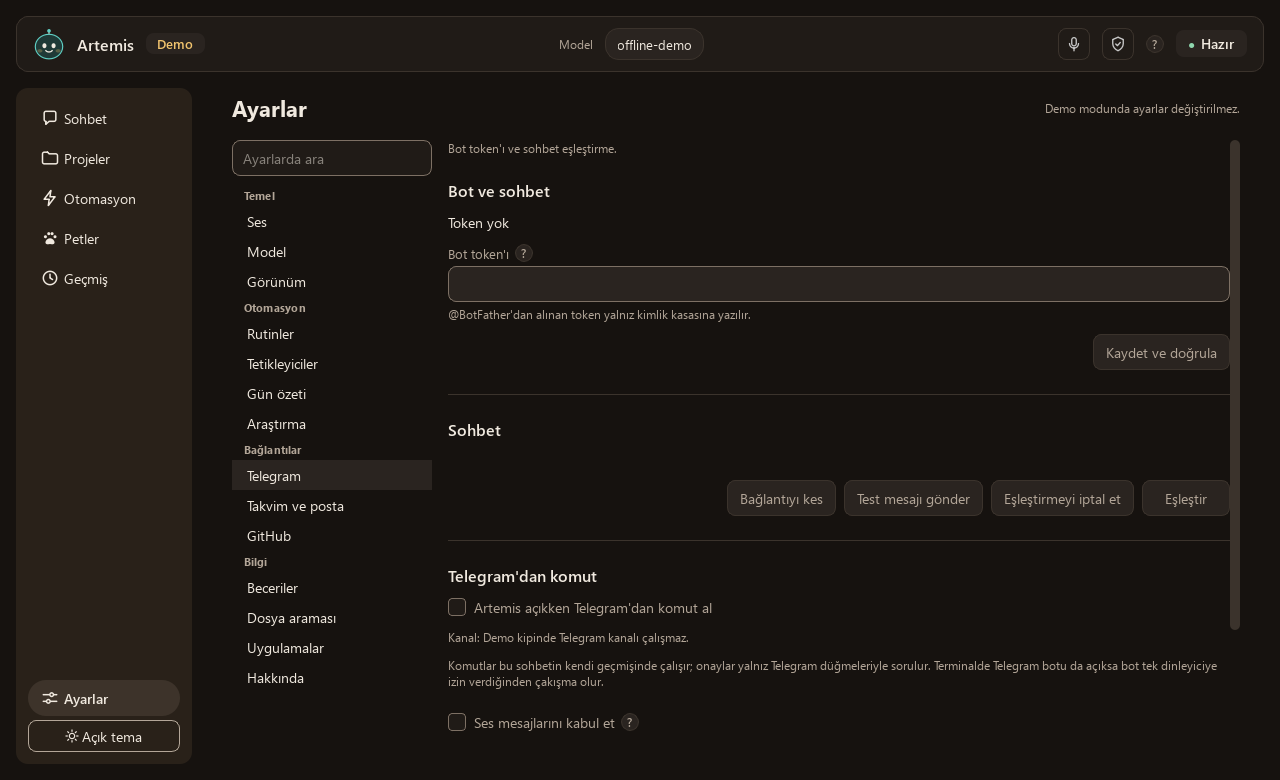 Artemis
Demo
Model
offline-demo
?
Hazır
Sohbet
Projeler
Otomasyon
Petler
Geçmiş
Ayarlar
Açık tema
Ayarlar
Demo modunda ayarlar değiştirilmez.
Ayarlarda ara
Temel
Ses
Model
Görünüm
Otomasyon
Rutinler
Tetikleyiciler
Gün özeti
Araştırma
Bağlantılar
Telegram
Takvim ve posta
GitHub
Bilgi
Beceriler
Dosya araması
Uygulamalar
Hakkında
Bot token'ı ve sohbet eşleştirme.
Bot ve sohbet
Token yok
Bot token'ı ?
@BotFather'dan alınan token yalnız kimlik kasasına yazılır.
Kaydet ve doğrula
Sohbet
Bağlantıyı kes
Test mesajı gönder
Eşleştirmeyi iptal et
Eşleştir
Telegram'dan komut
Artemis açıkken Telegram'dan komut al
Kanal: Demo kipinde Telegram kanalı çalışmaz.
Komutlar bu sohbetin kendi geçmişinde çalışır; onaylar yalnız Telegram düğmeleriyle sorulur. Terminalde Telegram botu da açıksa bot tek dinleyiciye
izin verdiğinden çakışma olur.
Ses mesajlarını kabul et ?